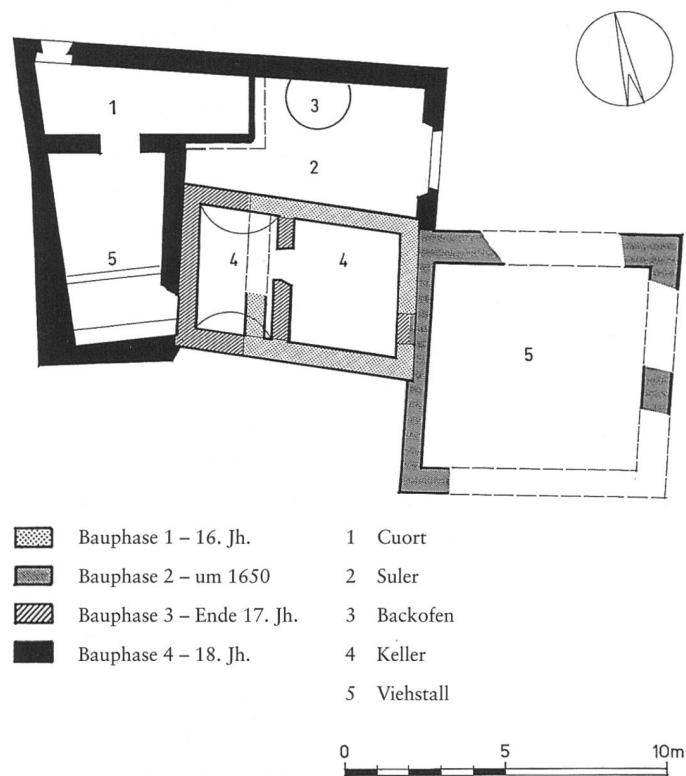 1
3
2
4
4
5
5
Bauphase 1 – 16. Jh.
Bauphase 2 – um 1650
Bauphase 3 – Ende 17. Jh.
Bauphase 4 – 18. Jh.
1 Cuort
2 Suler
3 Backofen
4 Keller
5 Viehstall
0 5 10m